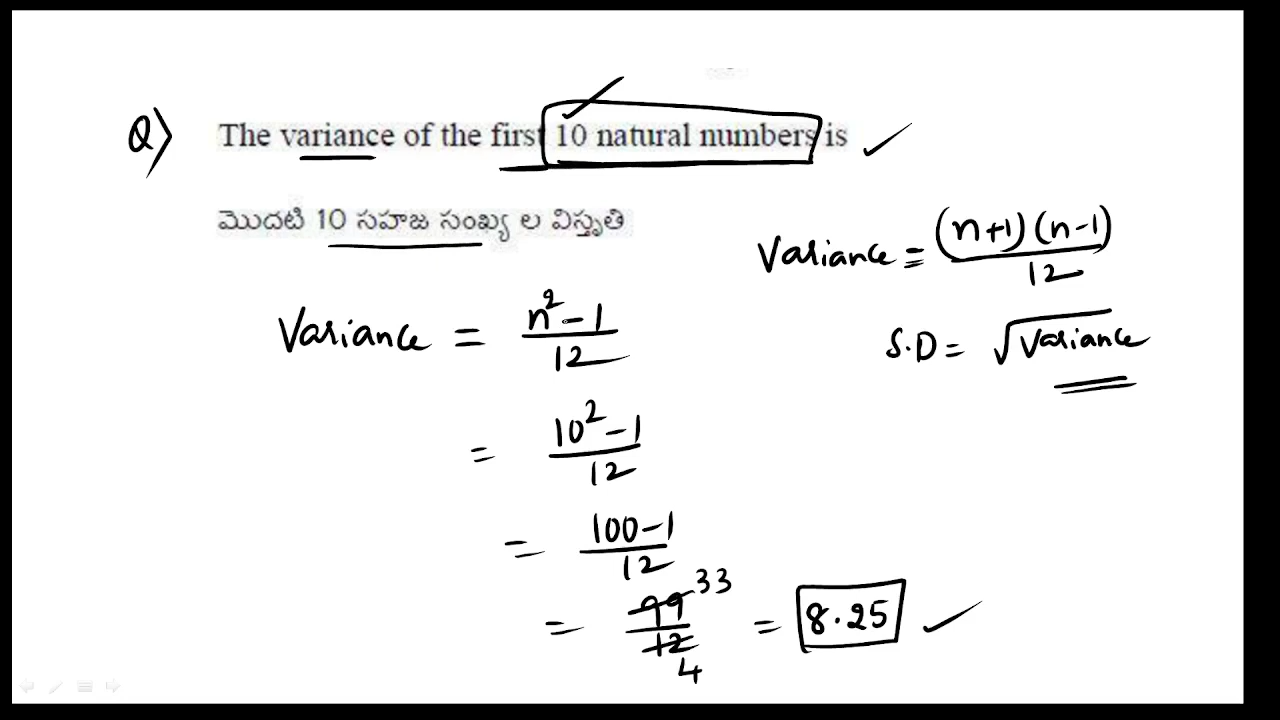 Q) The variance of the first 10 natural numbers is
మొదటి 10 సహజ సంఖ్య ల విస్తృతి
Variance = (n+1)(n-1)/12
Variance = n²-1/12
S.D = √Variance
= 10²-1/12
= 100-1/12
= 99/12 33 4 = 8.25